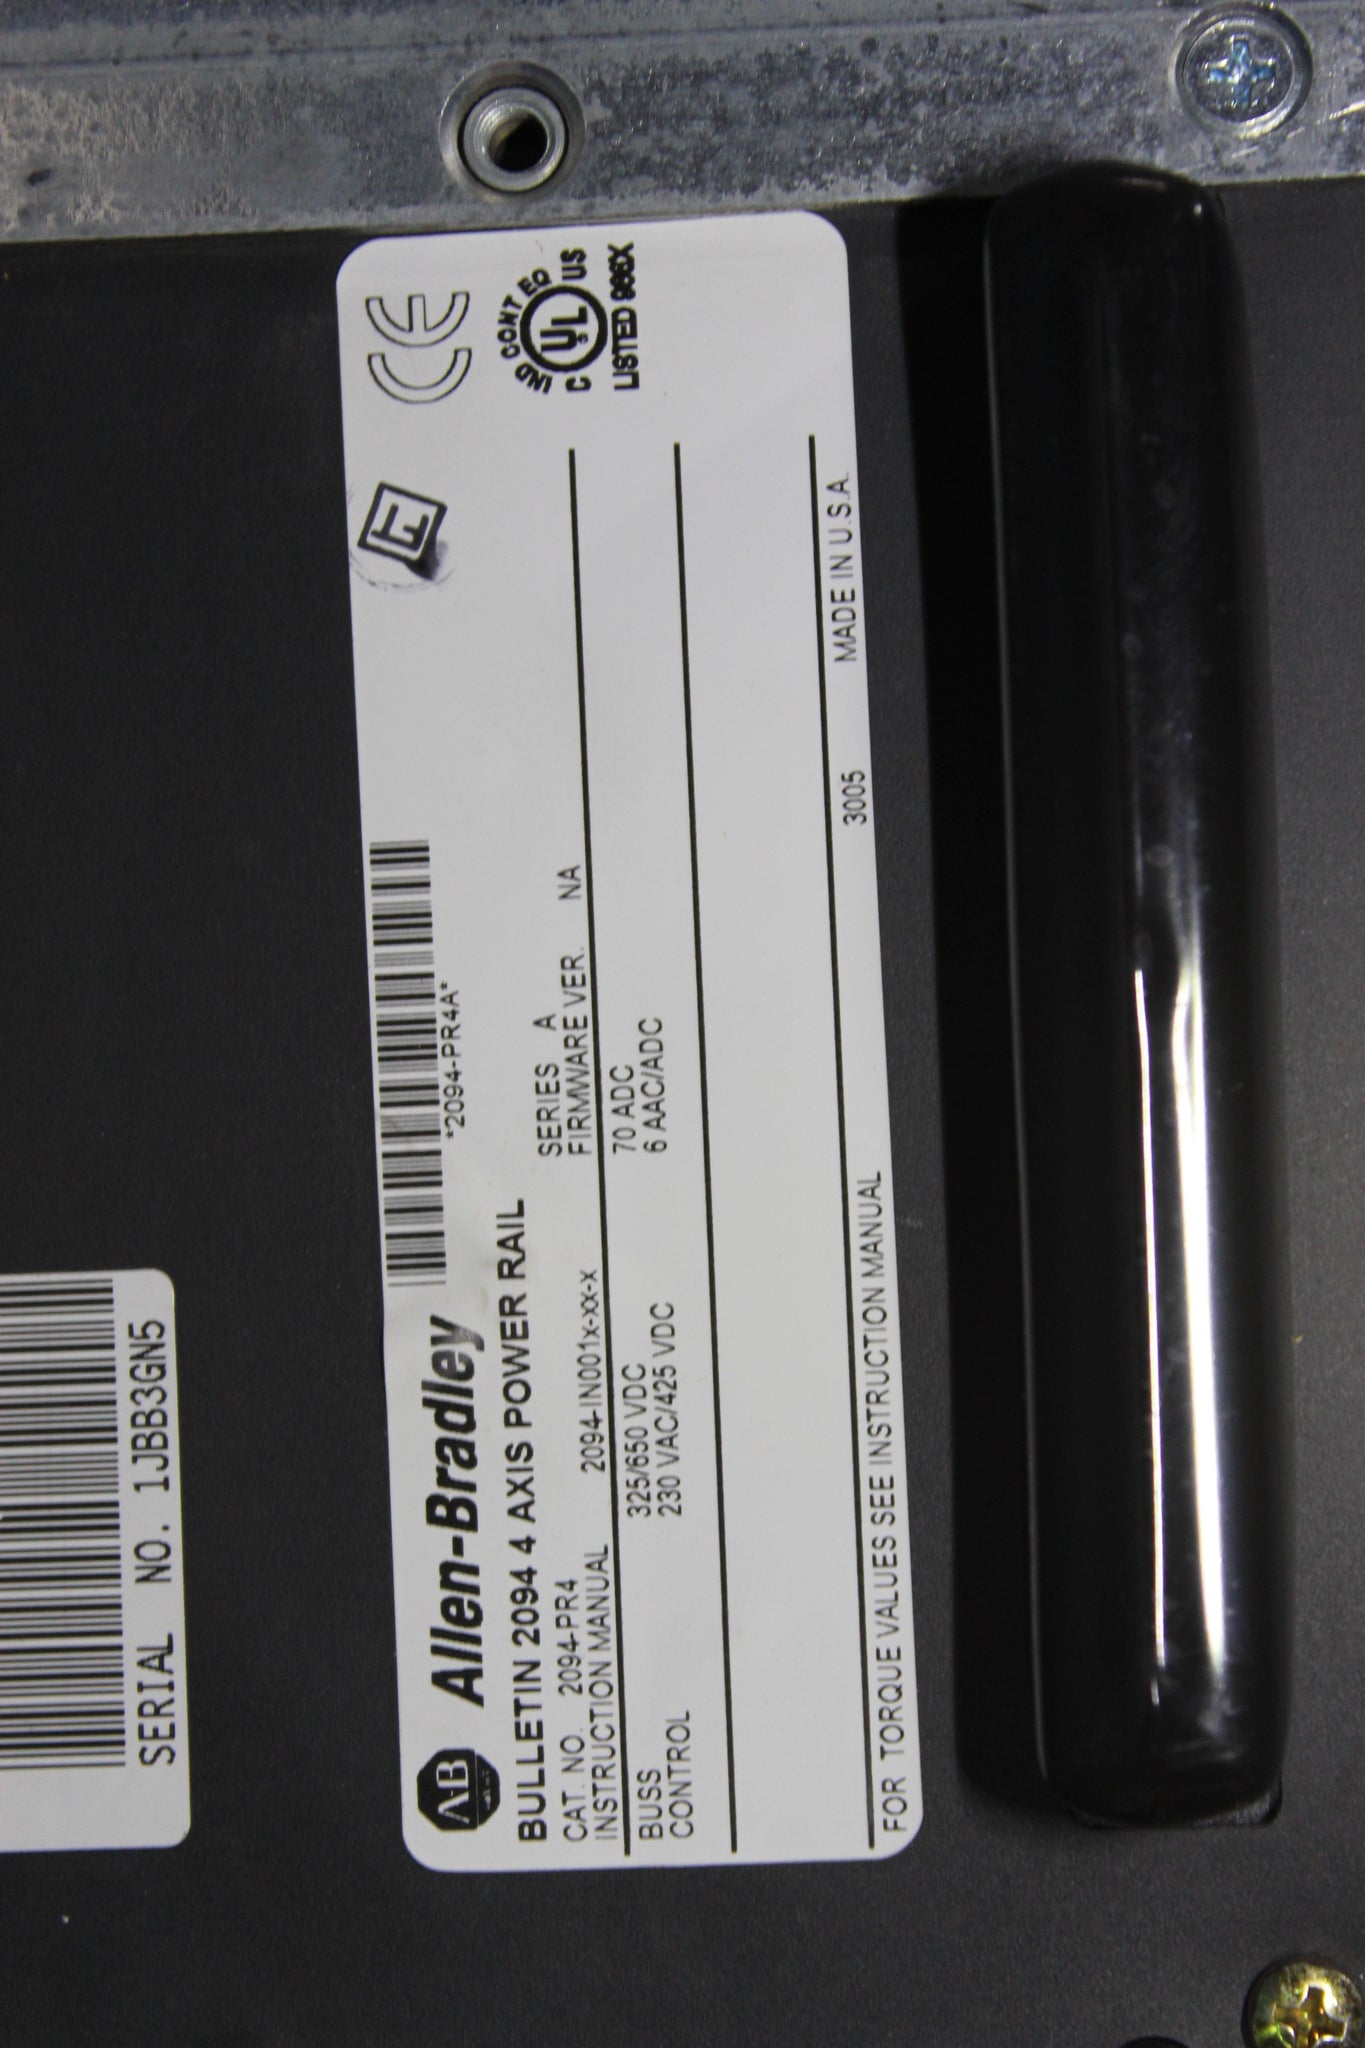 SERIAL NO. 1JBB3GN5
A-B Allen-Bradley
*2094-PR4A*
BULLETIN 2094 4 AXIS POWER RAIL
CAT. NO. 2094-PR4 SERIES A
INSTRUCTION MANUAL 2094-IN001x-xx-x FIRMWARE VER. NA
BUSS 325/650 VDC 70 ADC
CONTROL 230 VAC/425 VDC 6 AAC/ADC
FOR TORQUE VALUES SEE INSTRUCTION MANUAL 3005 MADE IN U.S.A.
F
CE
IND CONT EQ
C UL US
LISTED 966X